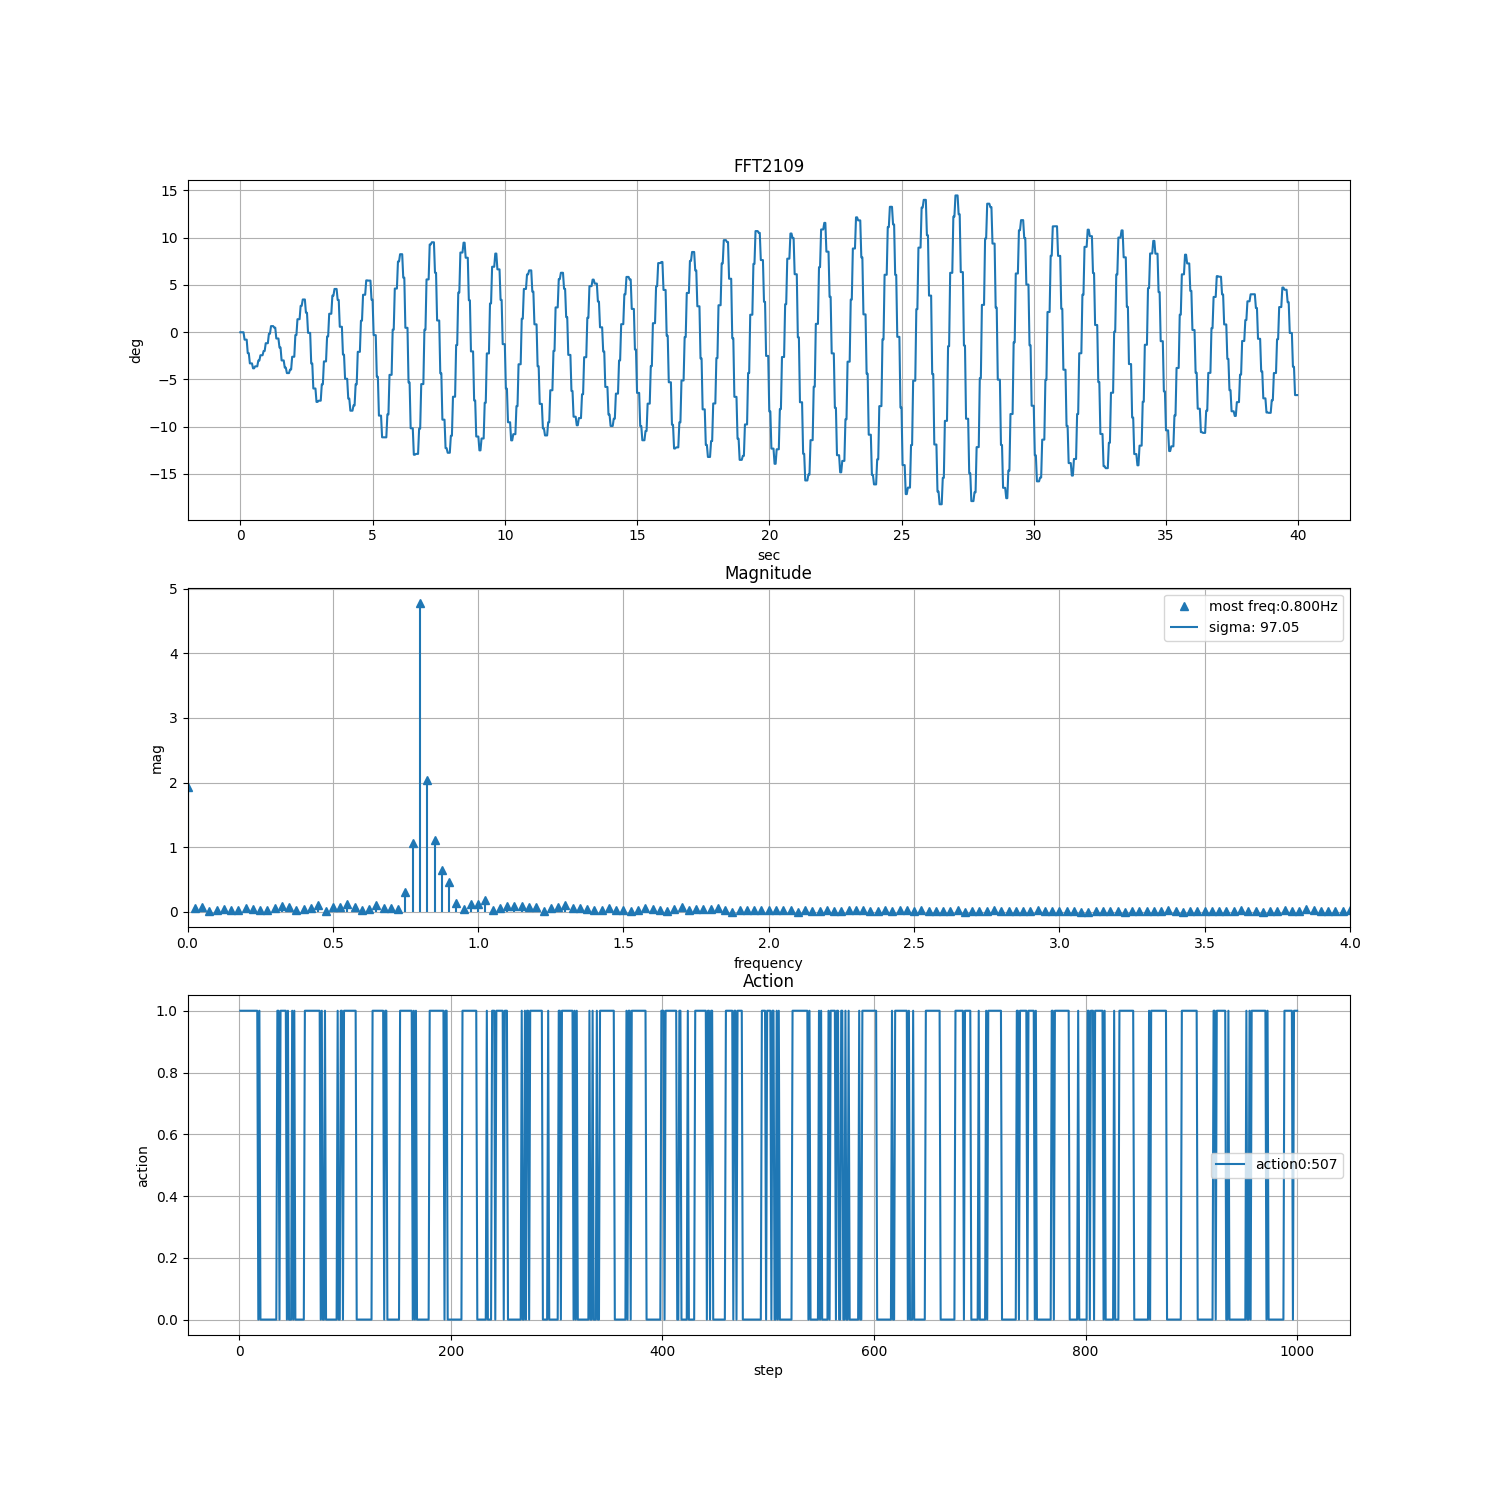 FFT2109
15
10
5
0
−5
−10
−15
deg
0 5 10 15 20 25 30 35 40
sec
Magnitude
5
4
3
2
1
0
mag
most freq:0.800Hz
sigma: 97.05
0.0 0.5 1.0 1.5 2.0 2.5 3.0 3.5 4.0
frequency
Action
1.0
0.8
0.6
0.4
0.2
0.0
action
action0:507
0 200 400 600 800 1000
step